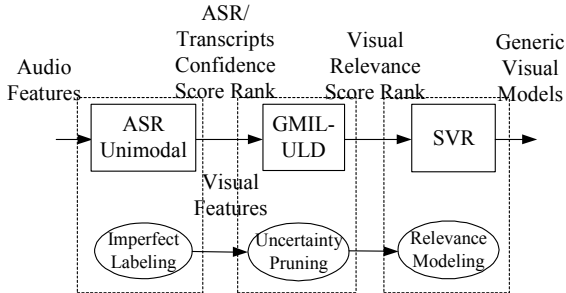 Audio
Features
ASR/
Transcripts
Confidence
Score Rank
Visual
Relevance
Score Rank
Generic
Visual
Models
ASR
Unimodal
GMIL-
ULD
SVR
Visual
Features
Imperfect
Labeling
Uncertainty
Pruning
Relevance
Modeling